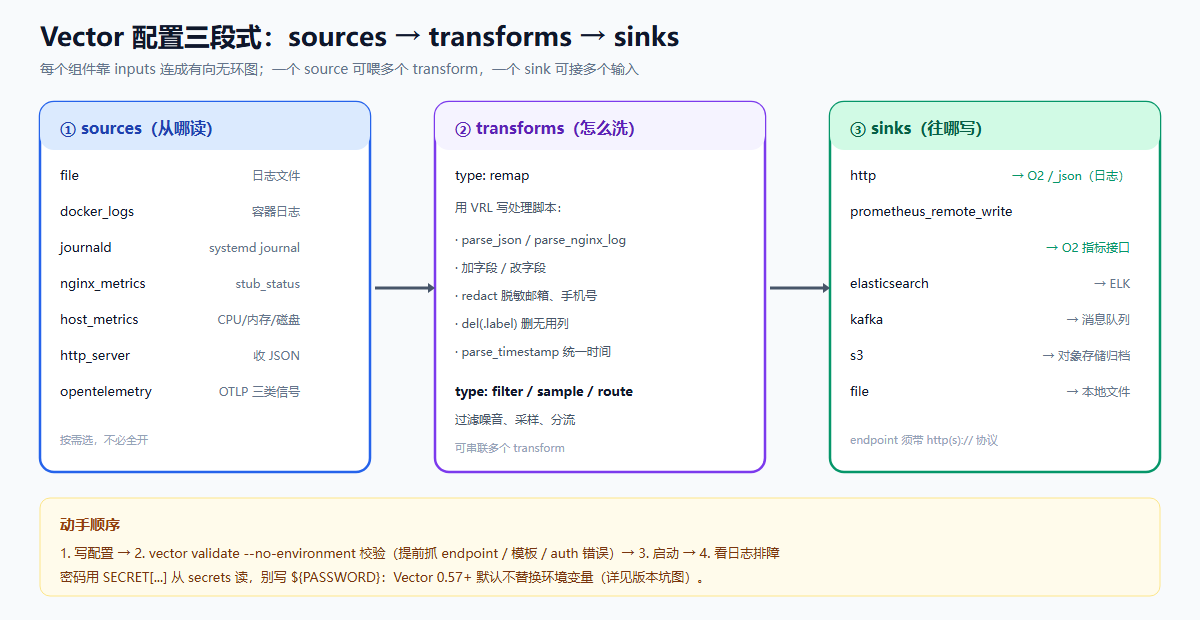 Vector 配置三段式：sources → transforms → sinks
每个组件靠 inputs 连成有向无环图；一个 source 可喂多个 transform，一个 sink 可接多个输入
① sources（从哪读）
file 日志文件
docker_logs 容器日志
journald systemd journal
nginx_metrics stub_status
host_metrics CPU/内存/磁盘
http_server 收 JSON
opentelemetry OTLP 三类信号
按需选，不必全开
② transforms（怎么洗）
type: remap
用 VRL 写处理脚本：
· parse_json / parse_nginx_log
· 加字段 / 改字段
· redact 脱敏邮箱、手机号
· del(.label) 删无用列
· parse_timestamp 统一时间
type: filter / sample / route
过滤噪音、采样、分流
可串联多个 transform
③ sinks（往哪写）
http → O2 /_json（日志）
prometheus_remote_write
→ O2 指标接口
elasticsearch → ELK
kafka → 消息队列
s3 → 对象存储归档
file → 本地文件
endpoint 须带 http(s):// 协议
动手顺序
1. 写配置 → 2. vector validate --no-environment 校验（提前抓 endpoint / 模板 / auth 错误）→ 3. 启动 → 4. 看日志排障
密码用 SECRET[...] 从 secrets 读，别写 ${PASSWORD}：Vector 0.57+ 默认不替换环境变量（详见版本坑图）。